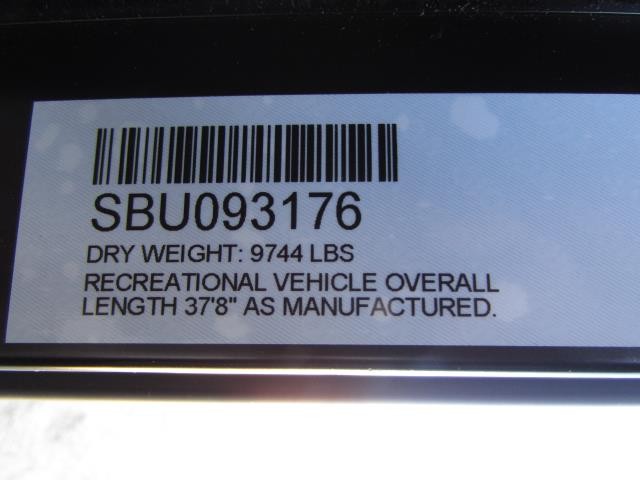 SBU093176
DRY WEIGHT: 9744 LBS
RECREATIONAL VEHICLE OVERALL
LENGTH 37'8" AS MANUFACTURED.